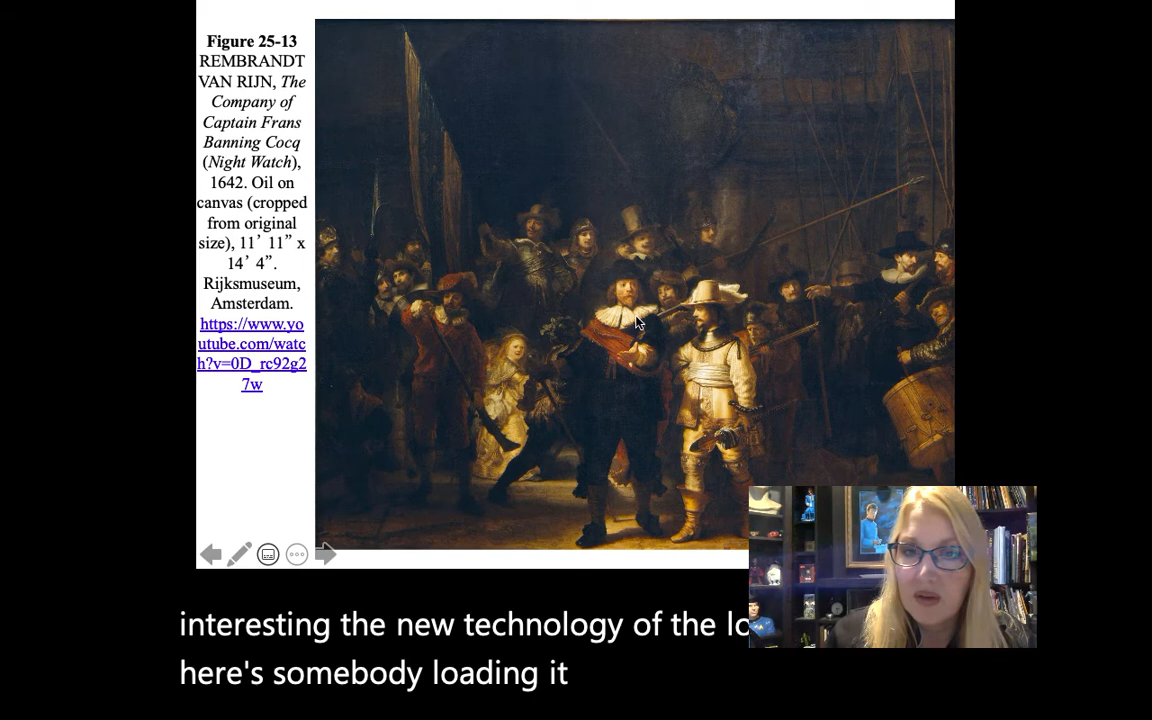 Figure 25-13
REMBRANDT
VAN RIJN, The
Company of
Captain Frans
Banning Cocq
(Night Watch),
1642. Oil on
canvas (cropped
from original
size), 11’ 11” x
14’ 4”.
Rijksmuseum,
Amsterdam.
https://www.yo
utube.com/watc
h?v=0D_rc92g2
7w
interesting the new technology of the
here's somebody loading it